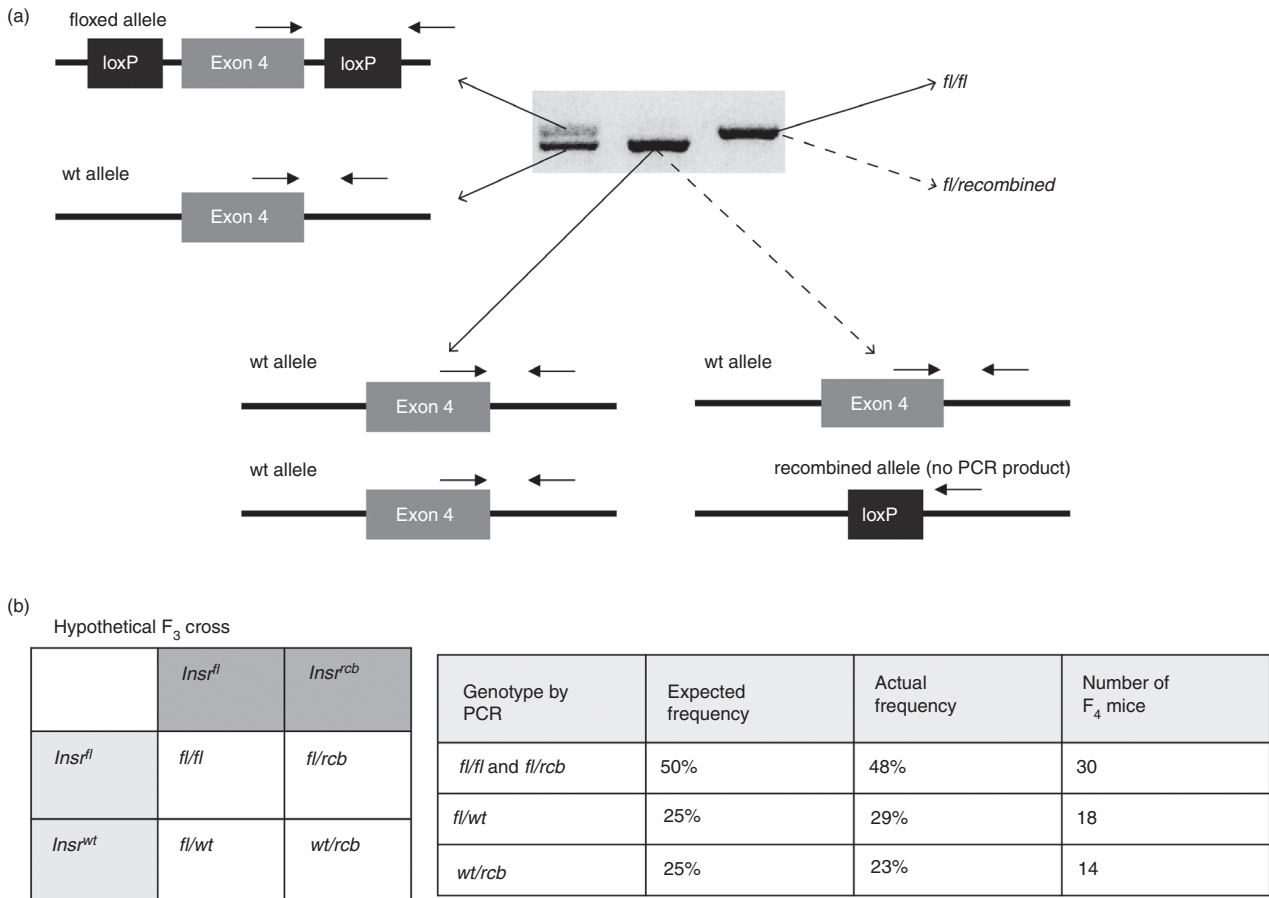 (a)
floxed allele
loxP
Exon 4
loxP
fl/fl
wt allele
fl/recombined
Exon 4
wt allele
wt allele
Exon 4
Exon 4
wt allele
recombined allele (no PCR product)
Exon 4
loxP
(b)
Hypothetical F3 cross
Insrfl
Insrrcb
Insrfl
fl/fl
fl/rcb
Insrwt
fl/wt
wt/rcb
Genotype by
PCR
Expected
frequency
Actual
frequency
Number of
F4 mice
fl/fl and fl/rcb
50%
48%
30
fl/wt
25%
29%
18
wt/rcb
25%
23%
14